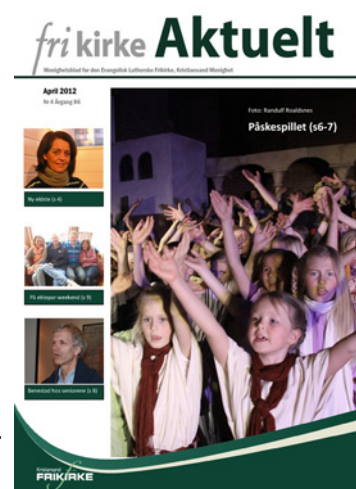 fri kirke Aktuelt
Menighetsblad for den Evangelisk Lutherske Frikirke, Kristiansand Menighet
April 2012
Nr 4 Årgang 86
Foto: Randulf Roaldsnes
Påskespillet (s6-7)
Ny eldste (s 4)
På ektepar-weekend (s 9)
Benestad hos seniorene (s 8)
Kristiansand
FRIKIRKE